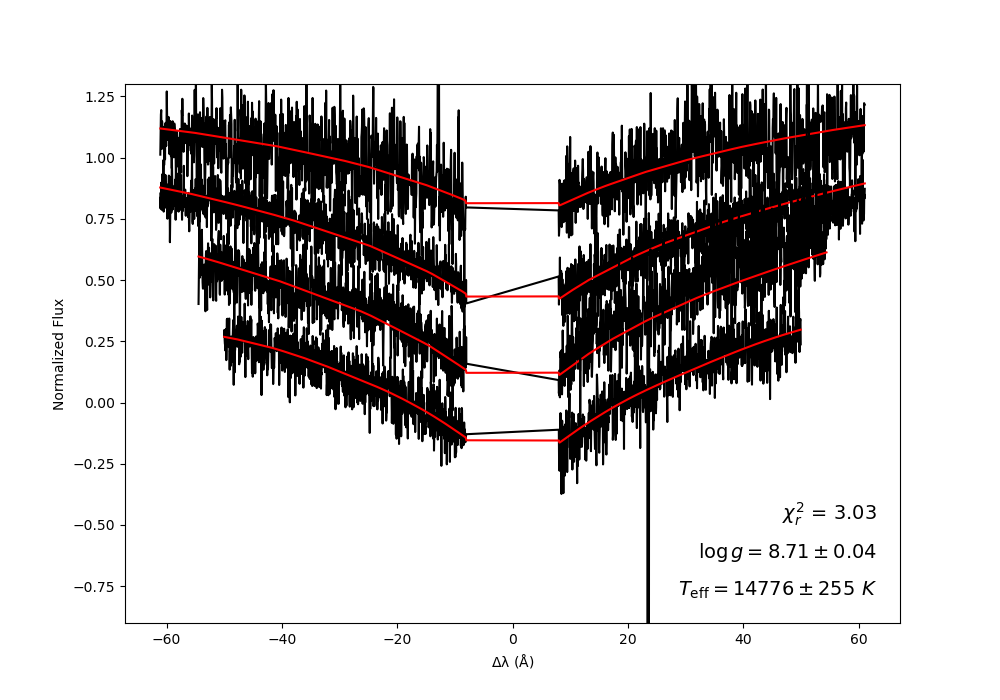 1.25
1.00
0.75
0.50
0.25
0.00
−0.25
−0.50
−0.75
Normalized Flux
χ²ᵣ = 3.03
log g = 8.71 ± 0.04
T_eff = 14776 ± 255 K
−60 −40 −20 0 20 40 60
Δλ (Å)